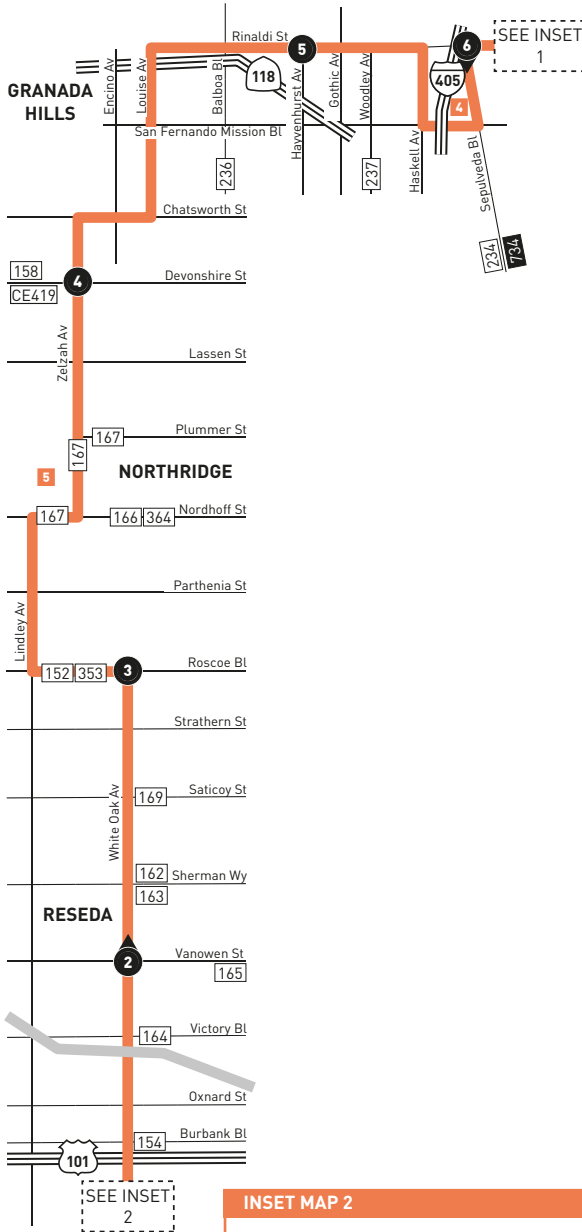 Rinaldi St
5
6
SEE INSET
1
Encino Av
Louise Av
Balboa Bl
118
Hayvenhurst Av
Gothic Av
Woodley Av
405
4
GRANADA
HILLS
San Fernando Mission Bl
236
237
Haskell Av
Sepulveda Bl
234
734
Chatsworth St
158
CE419
4
Devonshire St
Zelzah Av
Lassen St
167
Plummer St
167
5
NORTHRIDGE
167
166
364
Nordhoff St
Parthenia St
Lindley Av
152
353
3
Roscoe Bl
Strathern St
White Oak Av
169
Saticoy St
162
Sherman Wy
163
RESEDA
2
Vanowen St
165
164
Victory Bl
Oxnard St
154
Burbank Bl
101
SEE INSET
2
INSET MAP 2